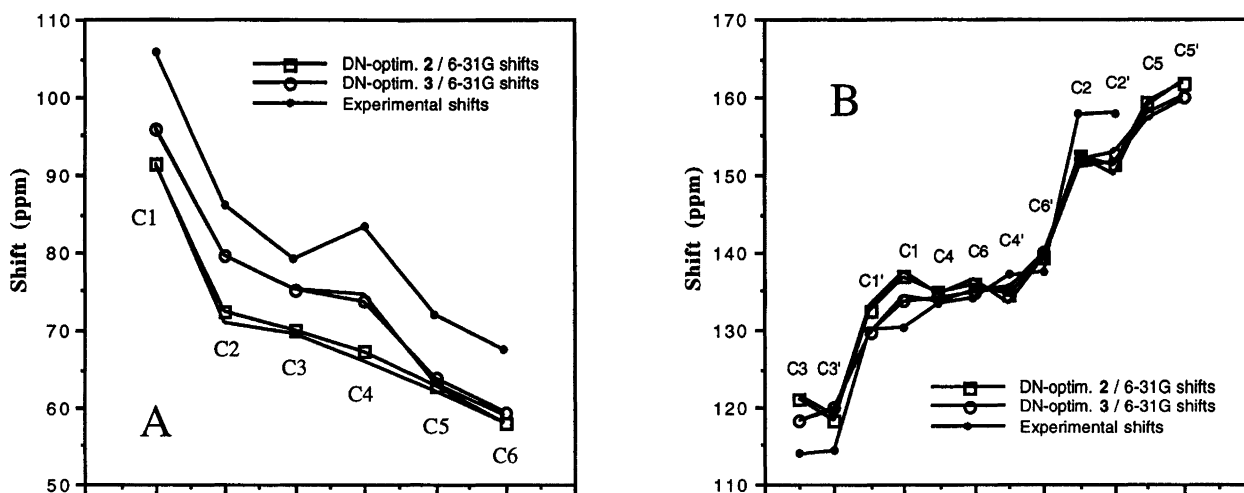 110
100
90
80
70
60
50
Shift (ppm)
DN-optim. 2 / 6-31G shifts
DN-optim. 3 / 6-31G shifts
Experimental shifts
C1
C2
C3
C4
C5
C6
A
170
160
150
140
130
120
110
Shift (ppm)
B
C3
C3'
C1'
C1
C4
C6
C4'
C6'
C2
C2'
C5
C5'
DN-optim. 2 / 6-31G shifts
DN-optim. 3 / 6-31G shifts
Experimental shifts